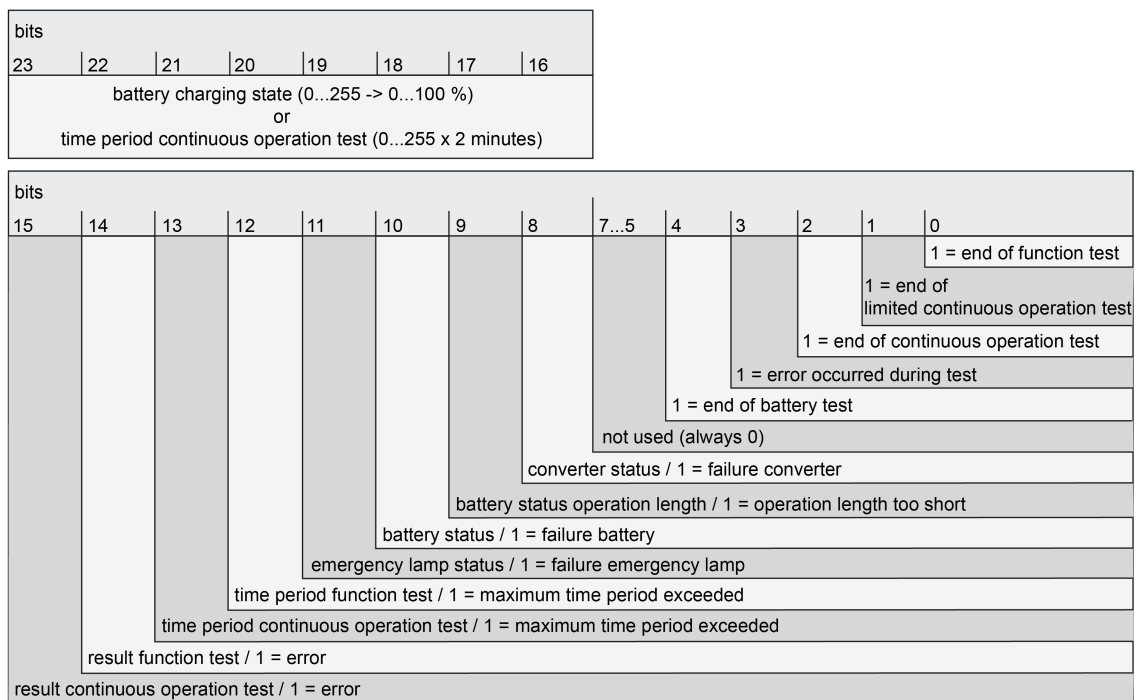 bits
23 22 21 20 19 18 17 16
battery charging state (0...255 -> 0...100 %)
or
time period continuous operation test (0...255 x 2 minutes)
bits
15 14 13 12 11 10 9 8 7...5 4 3 2 1 0
1 = end of function test
1 = end of
limited continuous operation test
1 = end of continuous operation test
1 = error occurred during test
1 = end of battery test
not used (always 0)
converter status / 1 = failure converter
battery status operation length / 1 = operation length too short
battery status / 1 = failure battery
emergency lamp status / 1 = failure emergency lamp
time period function test / 1 = maximum time period exceeded
time period continuous operation test / 1 = maximum time period exceeded
result function test / 1 = error
result continuous operation test / 1 = error